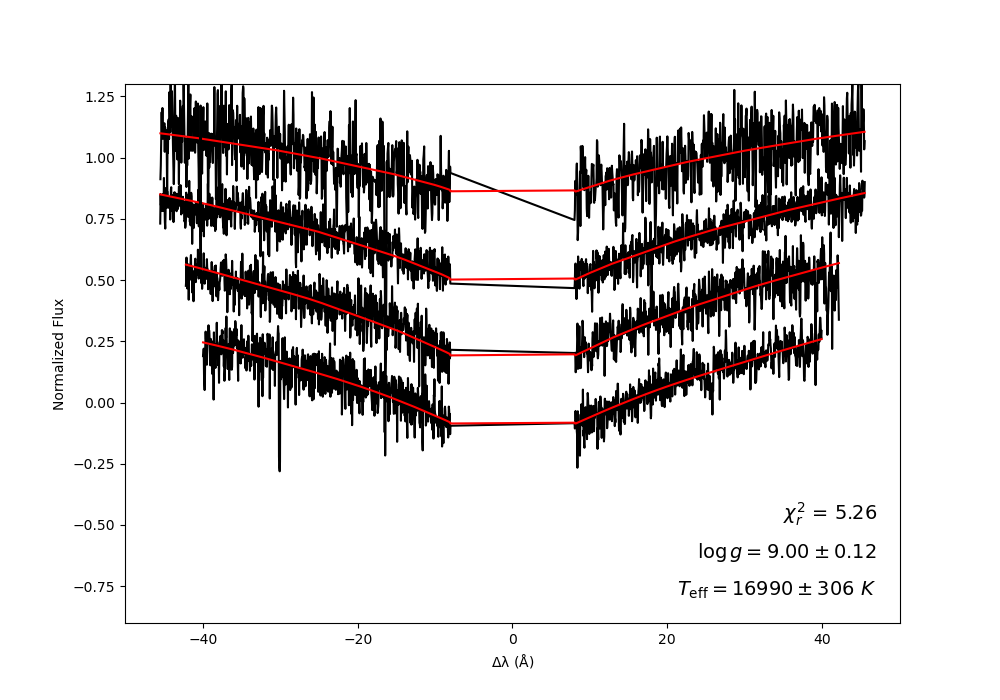 Normalized Flux
1.25
1.00
0.75
0.50
0.25
0.00
−0.25
−0.50
−0.75
χ²ᵣ = 5.26
log g = 9.00 ± 0.12
T_eff = 16990 ± 306 K
−40
−20
0
20
40
Δλ (Å)